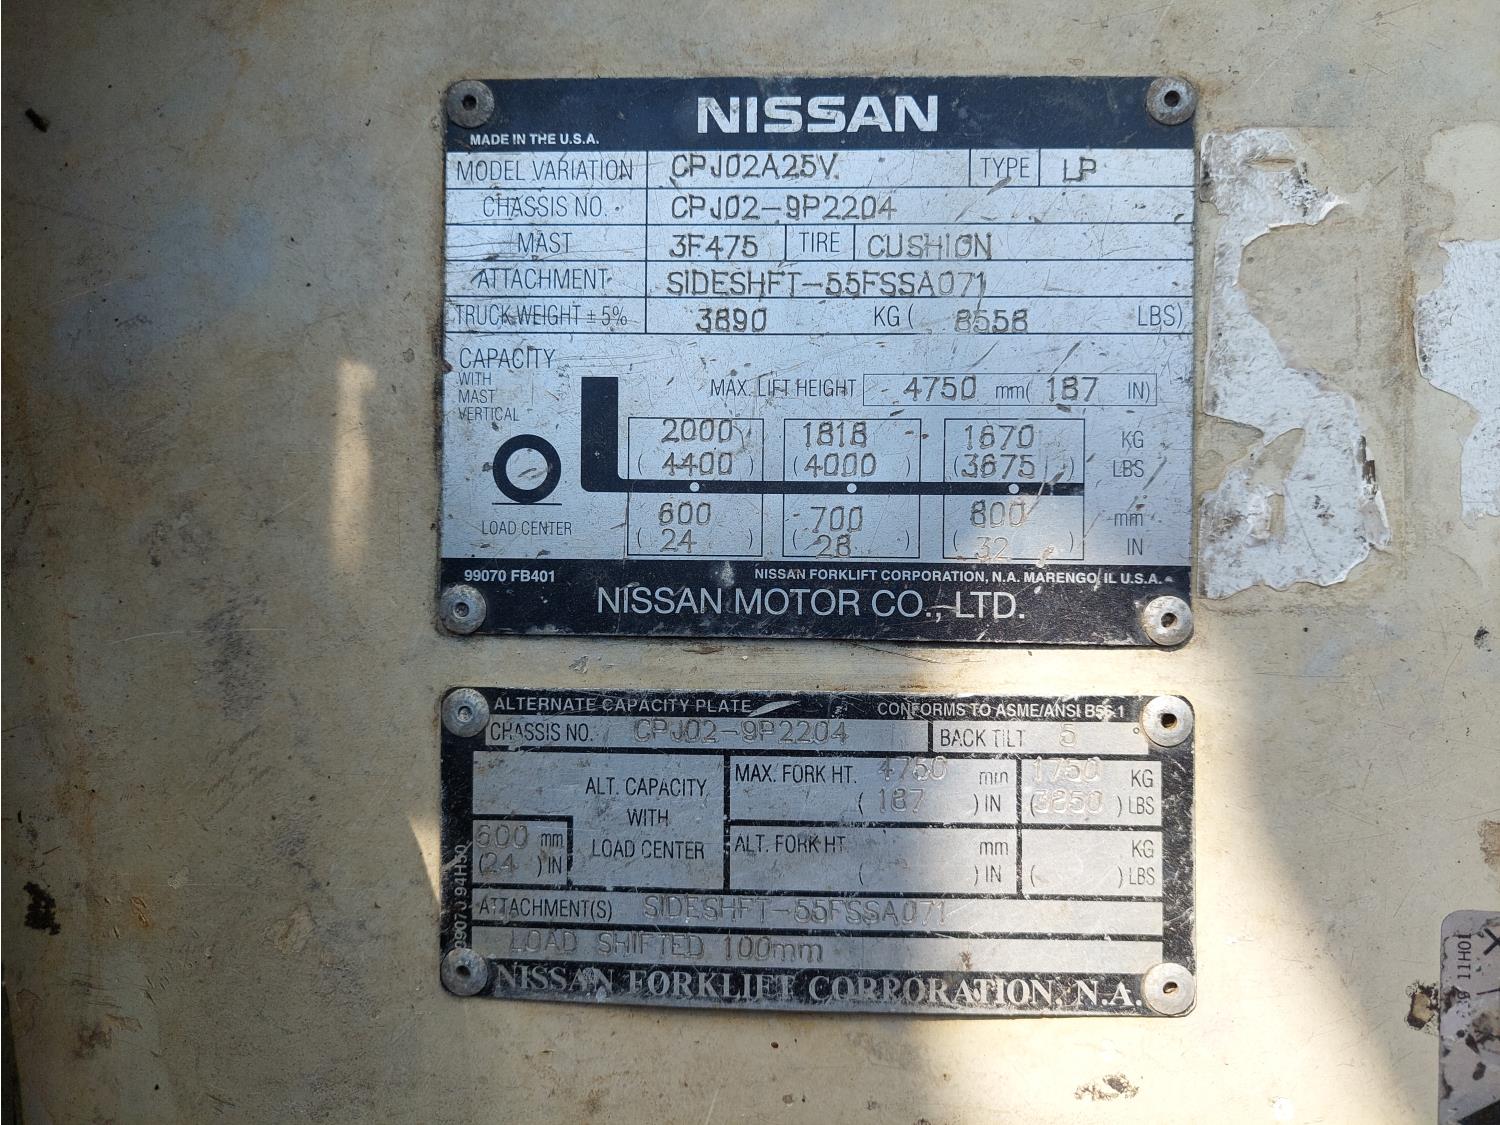 NISSAN
MADE IN THE U.S.A.
MODEL VARIATION CPJ02A25V TYPE LP
CHASSIS NO. CPJ02-9P2204
MAST 3F475 TIRE CUSHION
ATTACHMENT SIDESHFT-55FSSA071
TRUCK WEIGHT ± 5% 3890 KG ( 8558 LBS)
CAPACITY
WITH
MAST
VERTICAL
MAX. LIFT HEIGHT 4750 mm( 187 IN)
2000 1818 1670 KG
( 4400 ) ( 4000 ) ( 3675 ) LBS
600 700 800 mm
LOAD CENTER
( 24 ) ( 28 ) ( 32 ) IN
99070 FB401 NISSAN FORKLIFT CORPORATION, N.A. MARENGO, IL U.S.A.
NISSAN MOTOR CO., LTD.
ALTERNATE CAPACITY PLATE CONFORMS TO ASME/ANSI B56.1
CHASSIS NO. CPJ02-9P2204 BACK TILT 5 °
ALT. CAPACITY
WITH
LOAD CENTER
MAX. FORK HT. 4750 mm 1750 KG
( 187 ) IN ( 3850 ) LBS
600 mm
( 24 ) IN
ALT. FORK HT. mm KG
( ) IN ( ) LBS
ATTACHMENT(S) SIDESHFT-55FSSA071
LOAD SHIFTED 100mm
NISSAN FORKLIFT CORPORATION, N.A.
99070 94H50
11H01